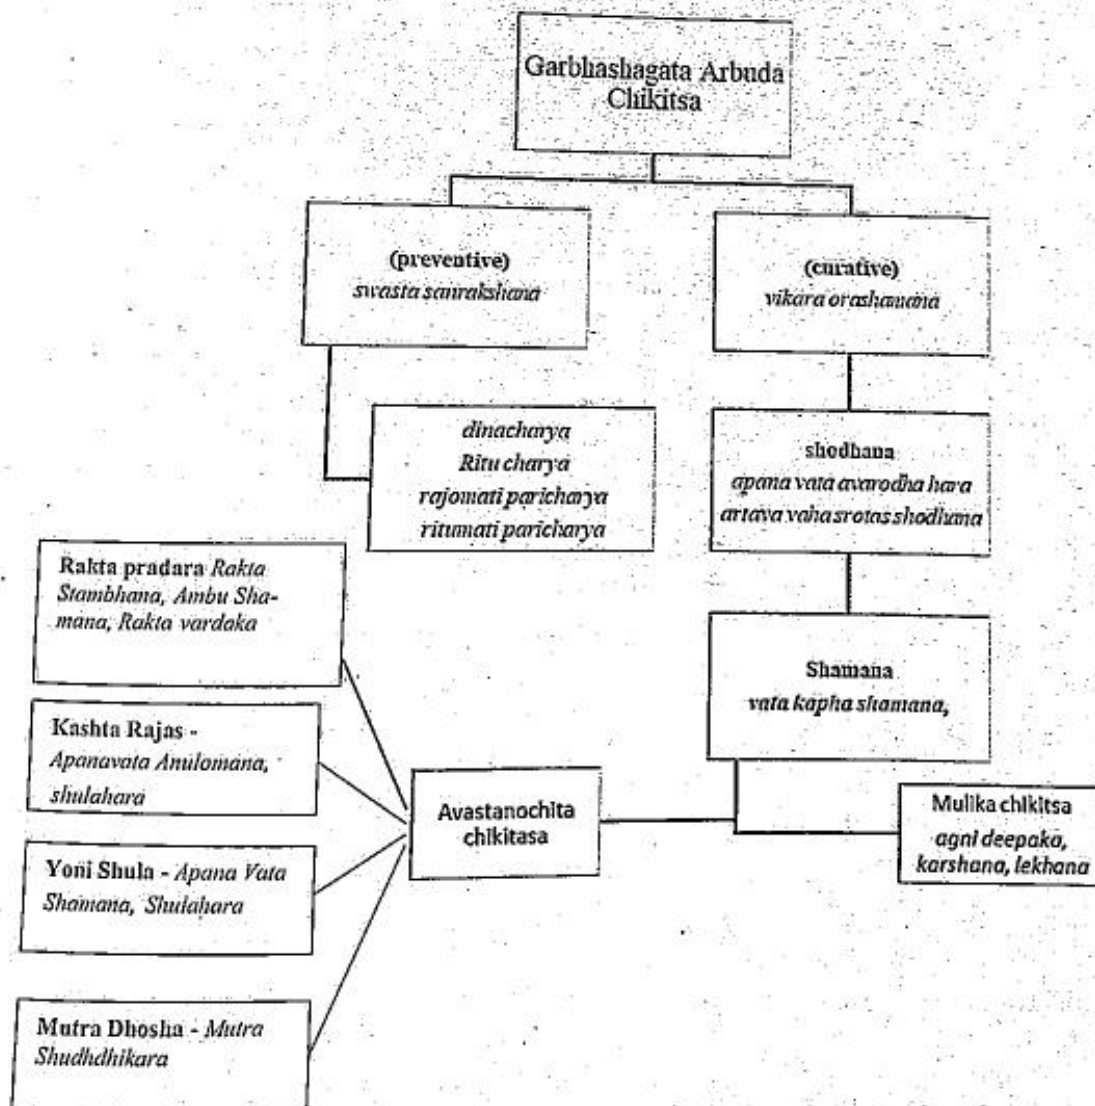 Garbhashagata Arbuda
Chikitsa
(preventive)
swasta sanrakshana
(curative)
vikara orashamana
dinacharya
Ritu charya
rajomati paricharya
ritumati paricharya
shodhana
apana vata avarodha hara
artava vaha srotas shodhana
Rakta pradara Rakta
Stambhana, Ambu Sha-
mana, Rakta vardaka
Shamana
vata kapha shamana,
Kashta Rajas -
Apanavata Anulomana,
shulahara
Avastanochita
chikitasa
Mulika chikitsa
agni deepaka,
karshana, lekhana
Yoni Shula - Apana Vata
Shamana, Shulahara
Mutra Dhosha - Mutra
Shudhdhikara